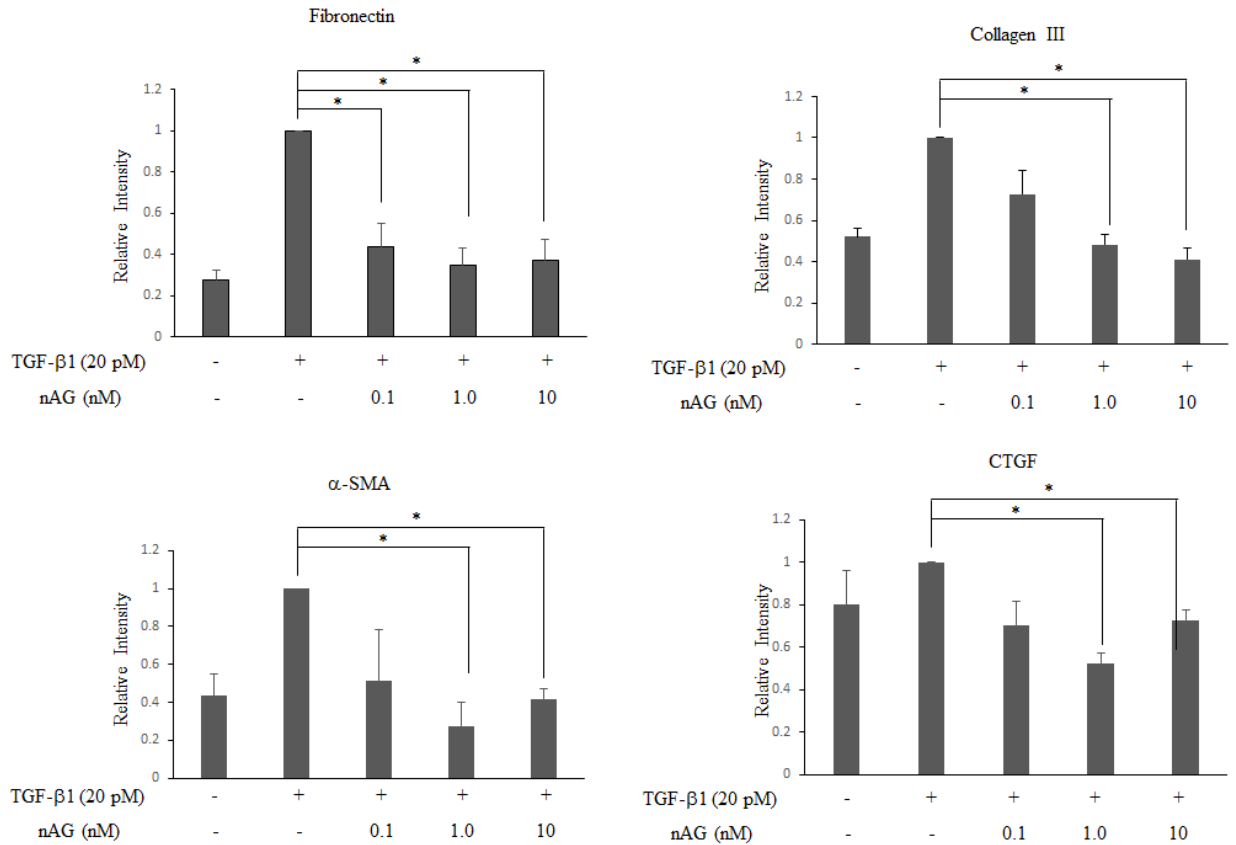 Fibronectin
*
*
*
1.2
1
0.8
0.6
0.4
0.2
0
Relative Intensity
TGF-β1 (20 pM) - + + + +
nAG (nM) - - 0.1 1.0 10
Collagen III
*
*
1.2
1
0.8
0.6
0.4
0.2
0
Relative Intensity
TGF-β1 (20 pM) - + + + +
nAG (nM) - - 0.1 1.0 10
α-SMA
*
*
1.2
1
0.8
0.6
0.4
0.2
0
Relative Intensity
TGF-β1 (20 pM) - + + + +
nAG (nM) - - 0.1 1.0 10
CTGF
*
*
1.2
1
0.8
0.6
0.4
0.2
0
Relative Intensity
TGF-β1 (20 pM) - + + + +
nAG (nM) - - 0.1 1.0 10